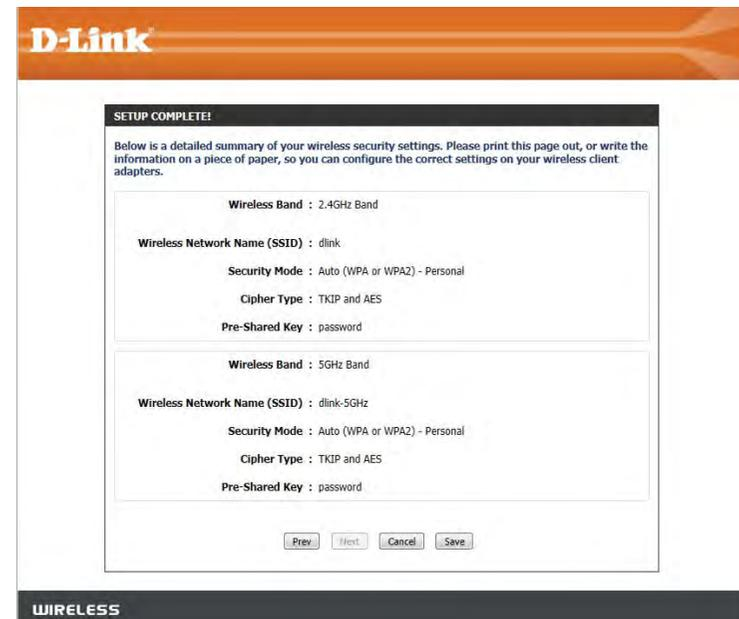 D-Link
SETUP COMPLETE!
Below is a detailed summary of your wireless security settings. Please print this page out, or write the
information on a piece of paper, so you can configure the correct settings on your wireless client
adapters.
Wireless Band : 2.4GHz Band
Wireless Network Name (SSID) : dlink
Security Mode : Auto (WPA or WPA2) - Personal
Cipher Type : TKIP and AES
Pre-Shared Key : password
Wireless Band : 5GHz Band
Wireless Network Name (SSID) : dlink-5GHz
Security Mode : Auto (WPA or WPA2) - Personal
Cipher Type : TKIP and AES
Pre-Shared Key : password
Prev Next Cancel Save
WIRELESS